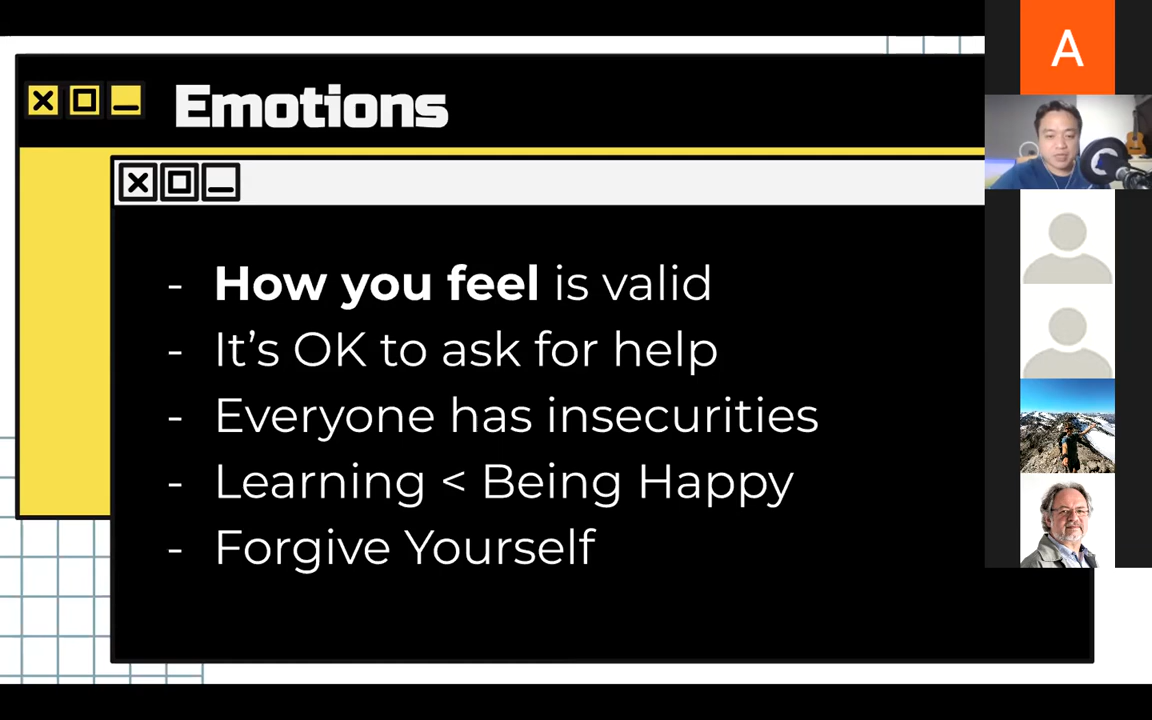 Emotions
- How you feel is valid
- It's OK to ask for help
- Everyone has insecurities
- Learning < Being Happy
- Forgive Yourself
A